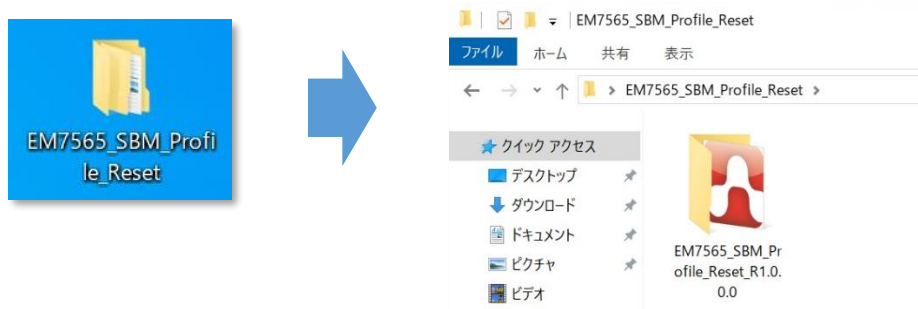 EM7565_SBM_Profi
le_Reset
EM7565_SBM_Profile_Reset
ファイル ホーム 共有 表示
EM7565_SBM_Profile_Reset
クイック アクセス
デスクトップ
ダウンロード
ドキュメント
ピクチャ
ビデオ
EM7565_SBM_Pr
ofile_Reset_R1.0.
0.0